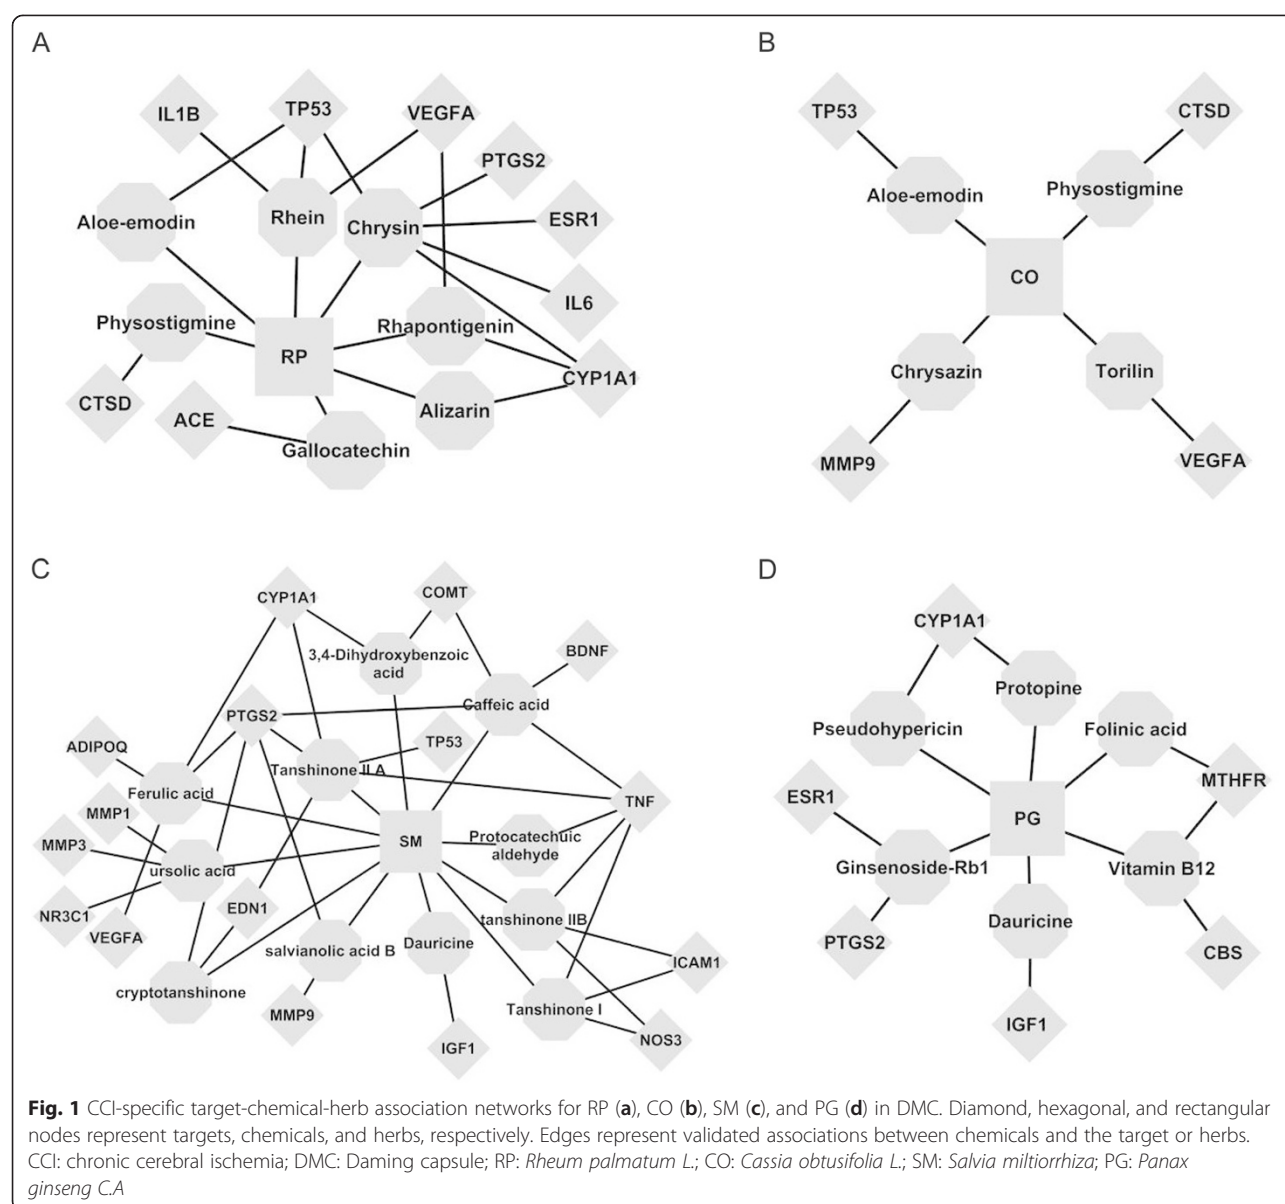 A
IL1B
TP53
VEGFA
PTGS2
Aloe-emodin
Rhein
Chrysin
ESR1
Physostigmine
Rhapontigenin
IL6
RP
CYP1A1
CTSD
ACE
Alizarin
Gallocatechin
B
TP53
CTSD
Aloe-emodin
Physostigmine
CO
Chrysazin
Torilin
MMP9
VEGFA
C
CYP1A1
COMT
3,4-Dihydroxybenzoic
acid
BDNF
PTGS2
Caffeic acid
ADIPOQ
TP53
Tanshinone II A
Ferulic acid
TNF
MMP1
MMP3
SM
Protocatechuic
aldehyde
ursolic acid
NR3C1
EDN1
VEGFA
tanshinone IIB
salvianolic acid B
Dauricine
ICAM1
cryptotanshinone
MMP9
Tanshinone I
IGF1
NOS3
D
CYP1A1
Protopine
Pseudohypericin
Folinic acid
ESR1
MTHFR
PG
Ginsenoside-Rb1
Vitamin B12
Dauricine
PTGS2
CBS
IGF1
Fig. 1 CCI-specific target-chemical-herb association networks for RP (a), CO (b), SM (c), and PG (d) in DMC. Diamond, hexagonal, and rectangular
nodes represent targets, chemicals, and herbs, respectively. Edges represent validated associations between chemicals and the target or herbs.
CCI: chronic cerebral ischemia; DMC: Daming capsule; RP: Rheum palmatum L.; CO: Cassia obtusifolia L.; SM: Salvia miltiorrhiza; PG: Panax
ginseng C.A